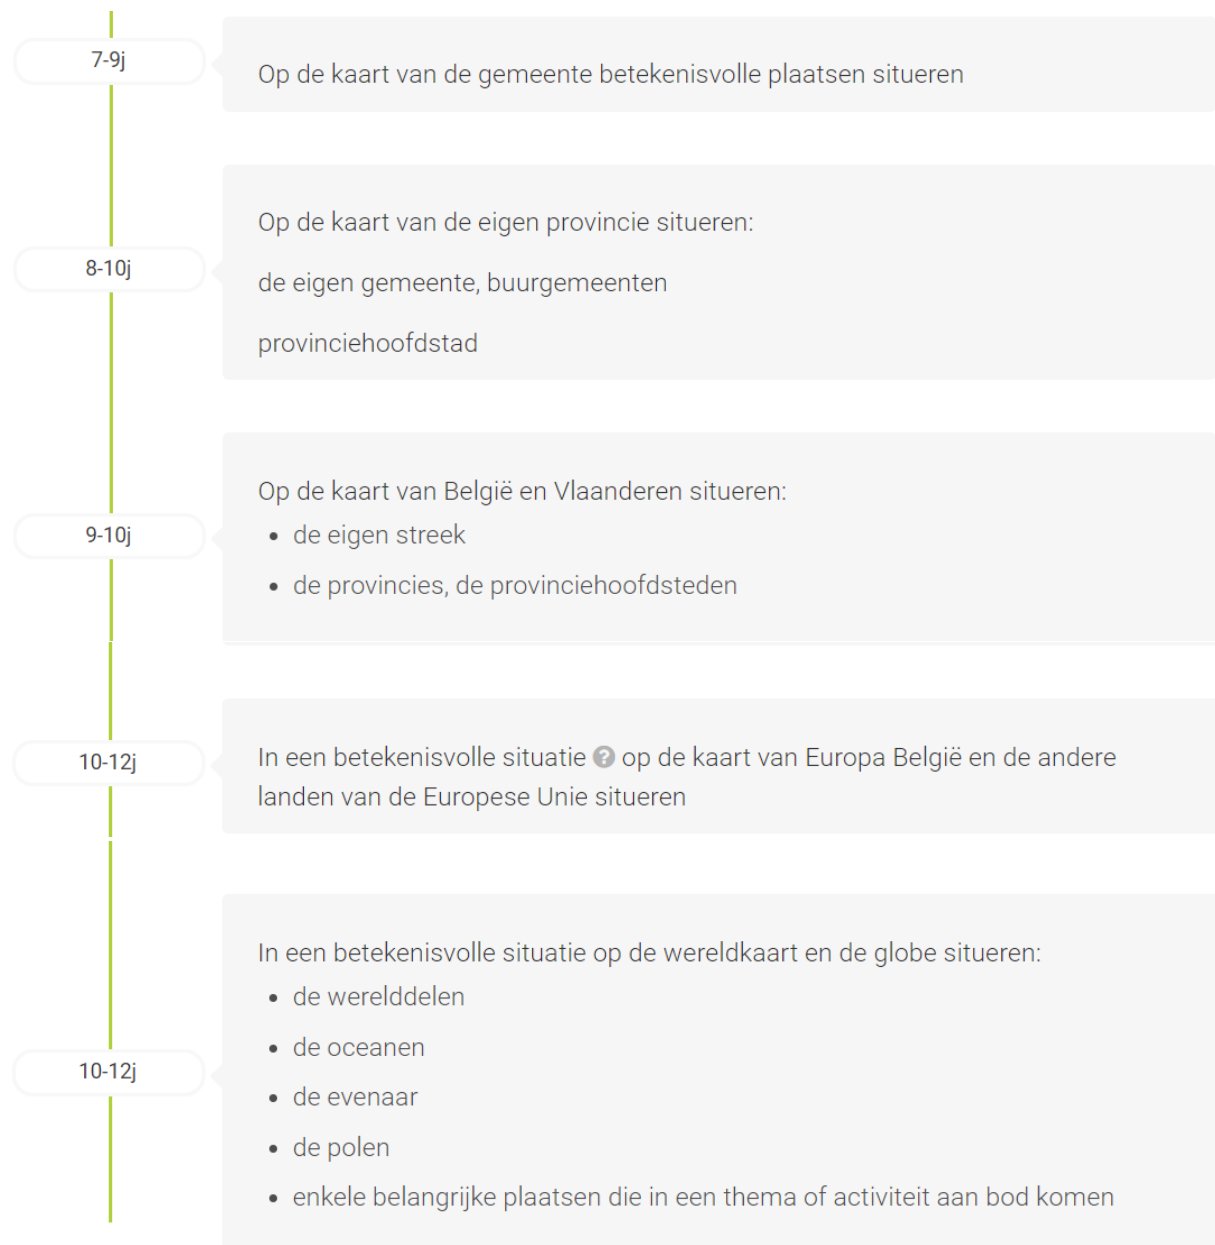 7-9j
Op de kaart van de gemeente betekenisvolle plaatsen situeren
8-10j
Op de kaart van de eigen provincie situeren:
de eigen gemeente, buurgemeenten
provinciehoofdstad
9-10j
Op de kaart van België en Vlaanderen situeren:
• de eigen streek
• de provincies, de provinciehoofdsteden
10-12j
In een betekenisvolle situatie ? op de kaart van Europa België en de andere
landen van de Europese Unie situeren
10-12j
In een betekenisvolle situatie op de wereldkaart en de globe situeren:
• de werelddelen
• de oceanen
• de evenaar
• de polen
• enkele belangrijke plaatsen die in een thema of activiteit aan bod komen